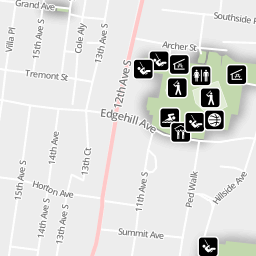 Grand Ave
Southside P
Villa Pl
15th Ave S
Cole Aly
13th Ave S
Archer St
Tremont St
12th Ave S
Edgehill Ave
14th Ave
13th Ct
15th Ave S
Horton Ave
11th Ave S
Ped Walk
Hillside Ave
14th Ave S
13th Ave S
Summit Ave